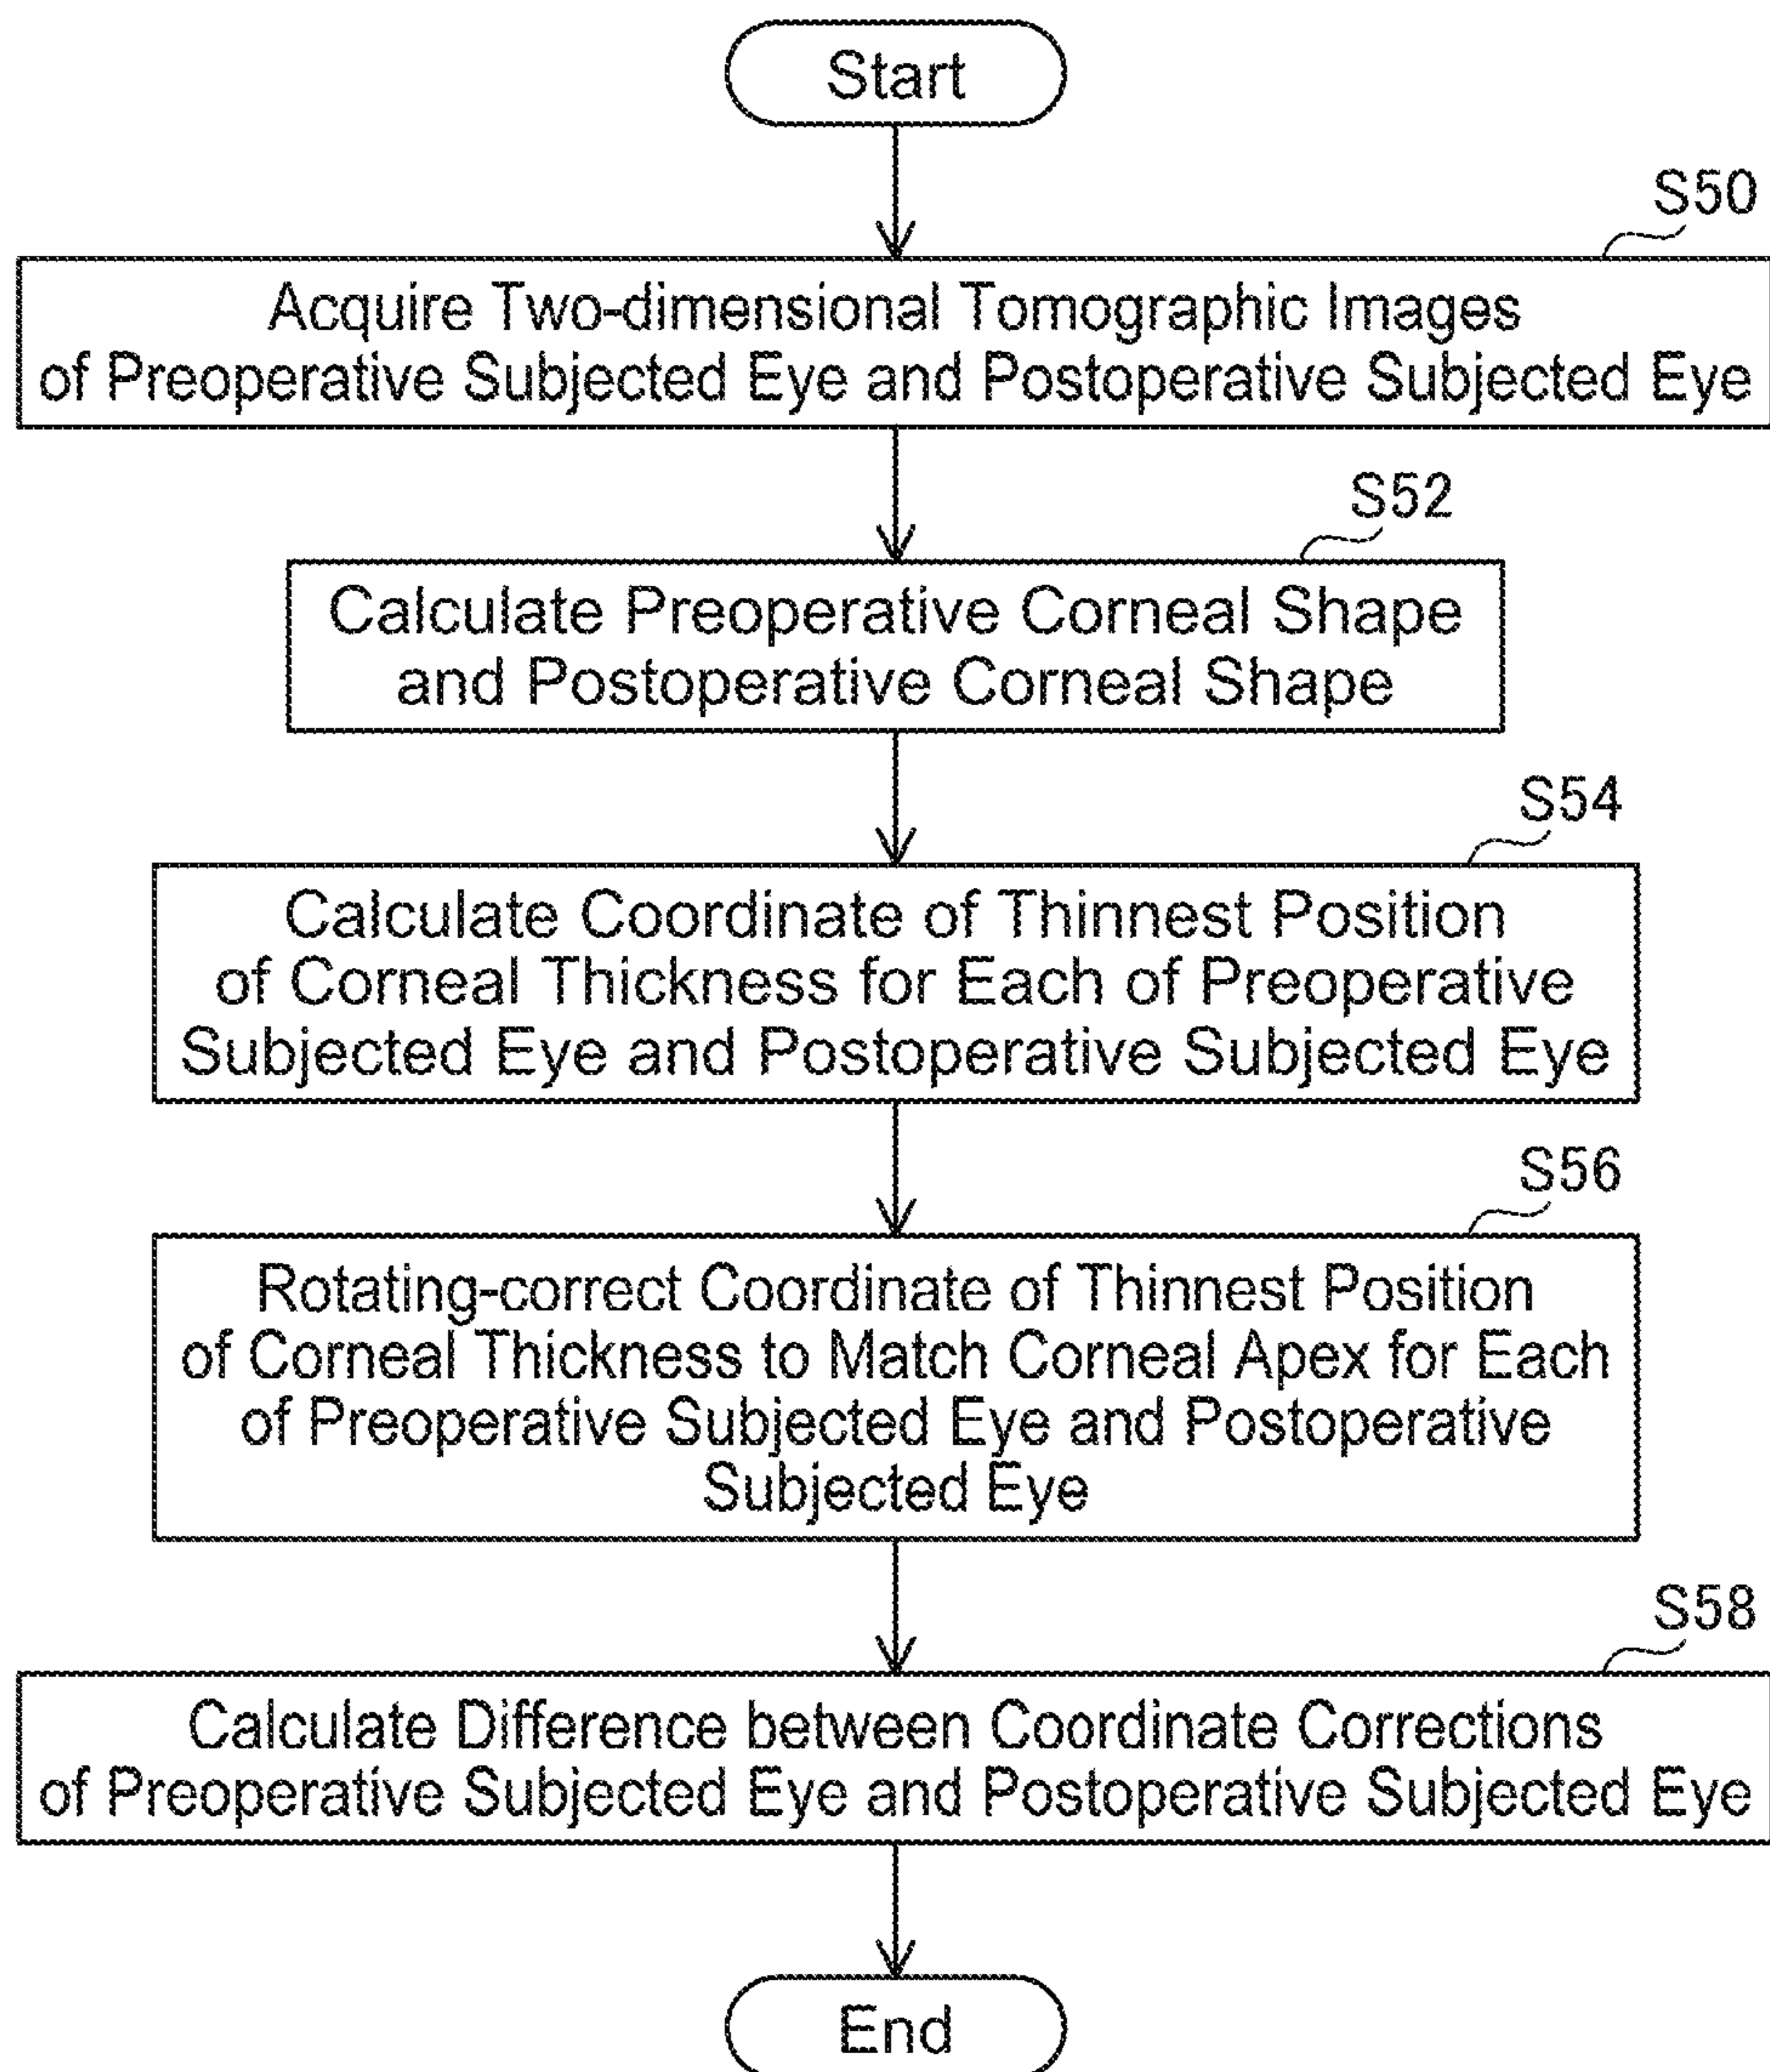 Start
S50
Acquire Two-dimensional Tomographic Images
of Preoperative Subjected Eye and Postoperative Subjected Eye
S52
Calculate Preoperative Corneal Shape
and Postoperative Corneal Shape
S54
Calculate Coordinate of Thinnest Position
of Corneal Thickness for Each of Preoperative
Subjected Eye and Postoperative Subjected Eye
S56
Rotating-correct Coordinate of Thinnest Position
of Corneal Thickness to Match Corneal Apex for Each
of Preoperative Subjected Eye and Postoperative
Subjected Eye
S58
Calculate Difference between Coordinate Corrections
of Preoperative Subjected Eye and Postoperative Subjected Eye
End